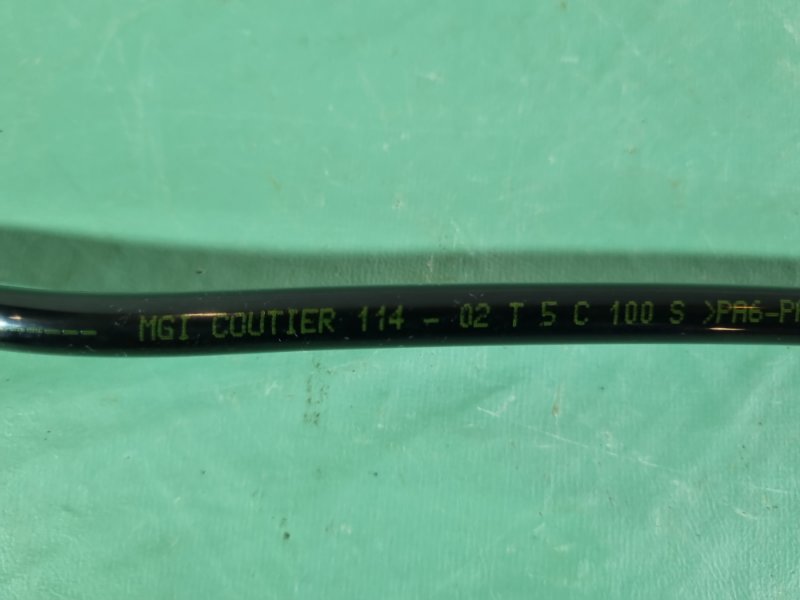 ----- MGI COUTIER 114 - 02 T 5 C 100 S >PA6-P